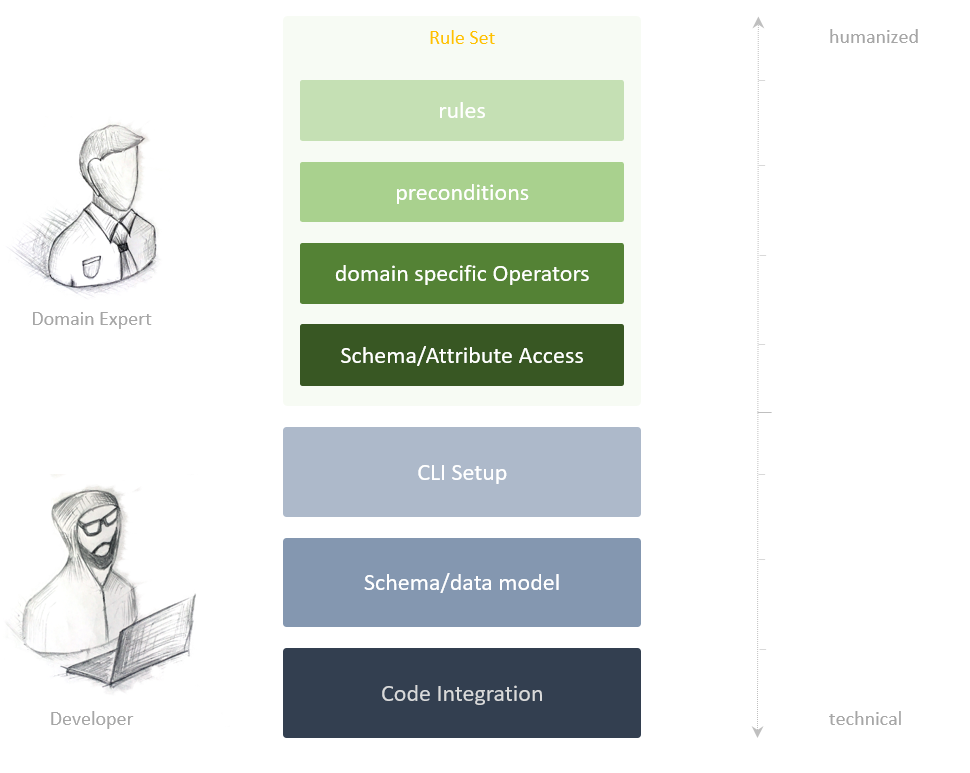 Rule Set
humanized
rules
preconditions
domain specific Operators
Domain Expert
Schema/Attribute Access
CLI Setup
Schema/data model
Code Integration
Developer
technical